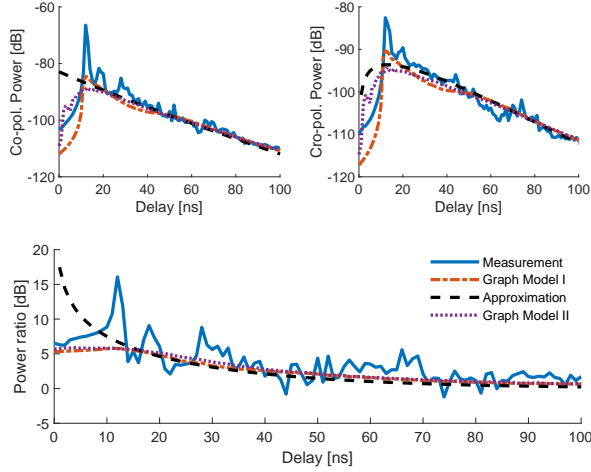 Co-pol. Power [dB]
-60
-80
-100
-120
0 20 40 60 80 100
Delay [ns]
Cro-pol. Power [dB]
-80
-90
-100
-110
-120
0 20 40 60 80 100
Delay [ns]
Power ratio [dB]
20
15
10
5
0
-5
Measurement
Graph Model I
Approximation
Graph Model II
0 10 20 30 40 50 60 70 80 90 100
Delay [ns]